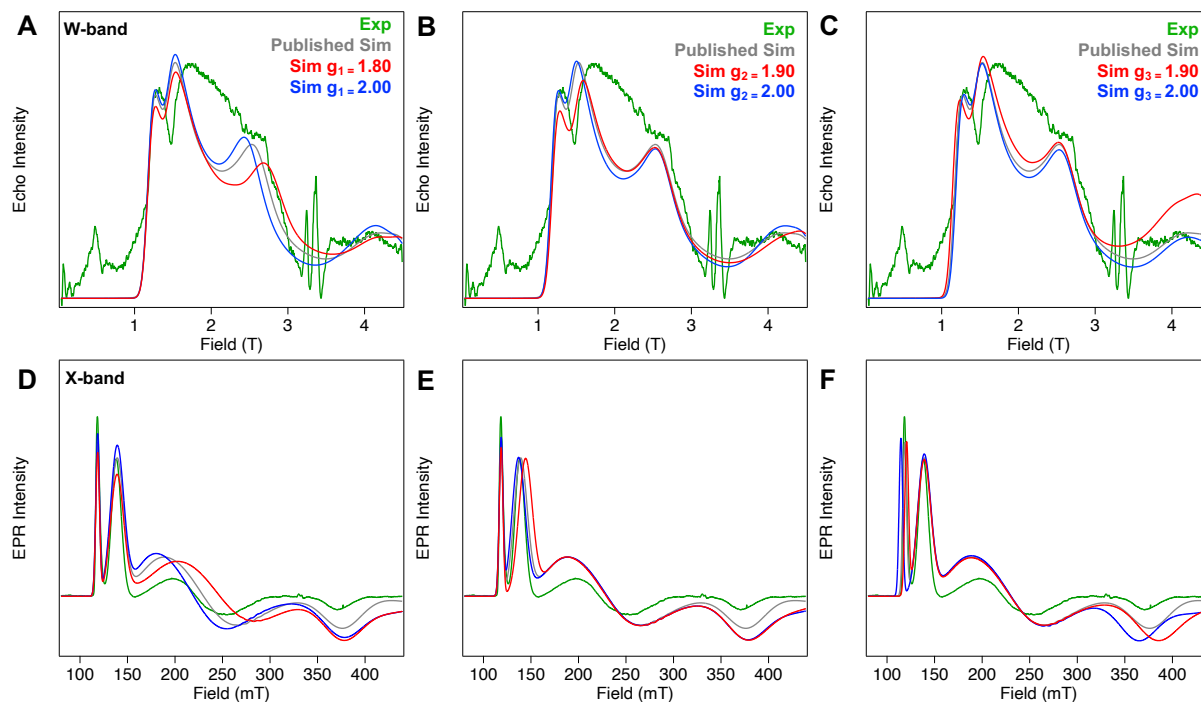 A
W-band
Exp
Published Sim
Sim g1 = 1.80
Sim g1 = 2.00
Echo Intensity
1 2 3 4
Field (T)
B
Exp
Published Sim
Sim g2 = 1.90
Sim g2 = 2.00
Echo Intensity
1 2 3 4
Field (T)
C
Exp
Published Sim
Sim g3 = 1.90
Sim g3 = 2.00
Echo Intensity
1 2 3 4
Field (T)
D
X-band
EPR Intensity
100 150 200 250 300 350 400
Field (mT)
E
EPR Intensity
100 150 200 250 300 350 400
Field (mT)
F
EPR Intensity
100 150 200 250 300 350 400
Field (mT)